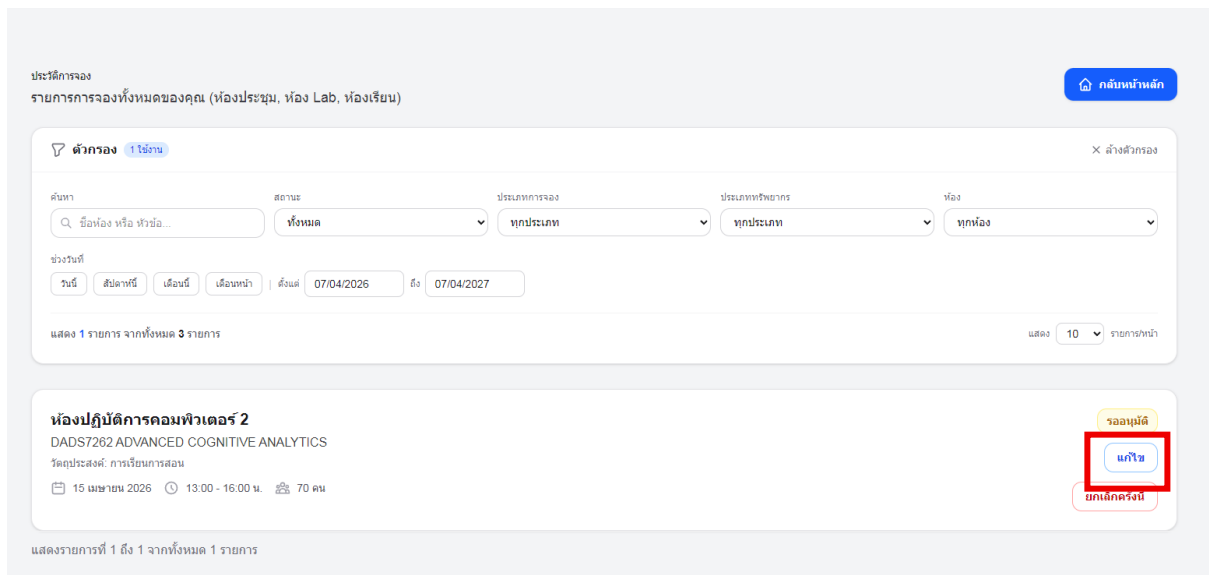 ประวัติการจอง
รายการการจองทั้งหมดของคุณ (ห้องประชุม, ห้อง Lab, ห้องเรียน)
กลับหน้าหลัก
ตัวกรอง 1 ใช้งาน
ล้างตัวกรอง
ค้นหา สถานะ ประเภทการจอง ประเภททรัพยากร ห้อง
ชื่อห้อง หรือ หัวข้อ... ทั้งหมด ทุกประเภท ทุกประเภท ทุกห้อง
ช่วงวันที่
วันนี้ สัปดาห์นี้ เดือนนี้ เดือนหน้า | ตั้งแต่ 07/04/2026 ถึง 07/04/2027
แสดง 1 รายการ จากทั้งหมด 3 รายการ
แสดง 10 รายการ/หน้า
ห้องปฏิบัติการคอมพิวเตอร์ 2
รออนุมัติ
DADS7262 ADVANCED COGNITIVE ANALYTICS
แก้ไข
วัตถุประสงค์: การเรียนการสอน
15 เมษายน 2026 13:00 - 16:00 น. 70 คน
ยกเลิกครั้งนี้
แสดงรายการที่ 1 ถึง 1 จากทั้งหมด 1 รายการ